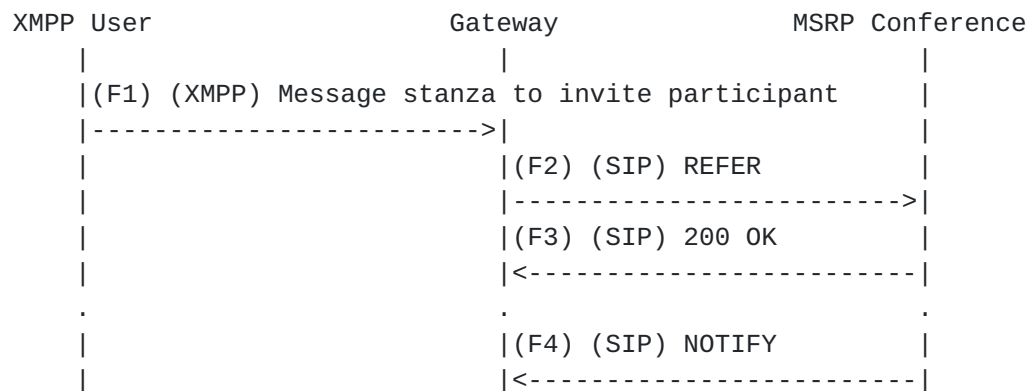 XMPP User                   Gateway               MSRP Conference
    |                          |                          |
    |(F1) (XMPP) Message stanza to invite participant     |
    |------------------------->|                          |
    |                          |(F2) (SIP) REFER          |
    |                          |------------------------->|
    |                          |(F3) (SIP) 200 OK         |
    |                          |<-------------------------|
    .                          .                          .
    |                          |(F4) (SIP) NOTIFY         |
    |                          |<-------------------------|